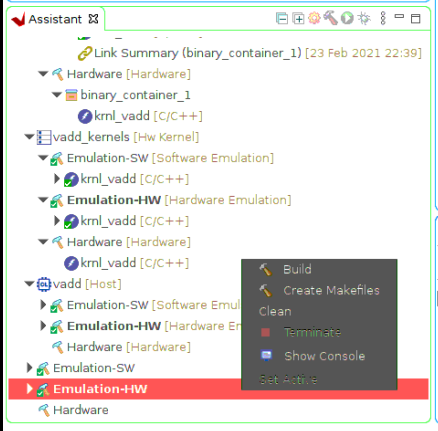 Assistant
Link Summary (binary_container_1) [23 Feb 2021 22:39]
Hardware [Hardware]
binary_container_1
krnl_vadd [C/C++]
vadd_kernels [Hw Kernel]
Emulation-SW [Software Emulation]
krnl_vadd [C/C++]
Emulation-HW [Hardware Emulation]
krnl_vadd [C/C++]
Hardware [Hardware]
krnl_vadd [C/C++]
vadd [Host]
Emulation-SW [Software Emul
Emulation-HW [Hardware Er
Hardware [Hardware]
Emulation-SW
Emulation-HW
Hardware
Build
Create Makefiles
Clean
Terminate
Show Console
Set Active